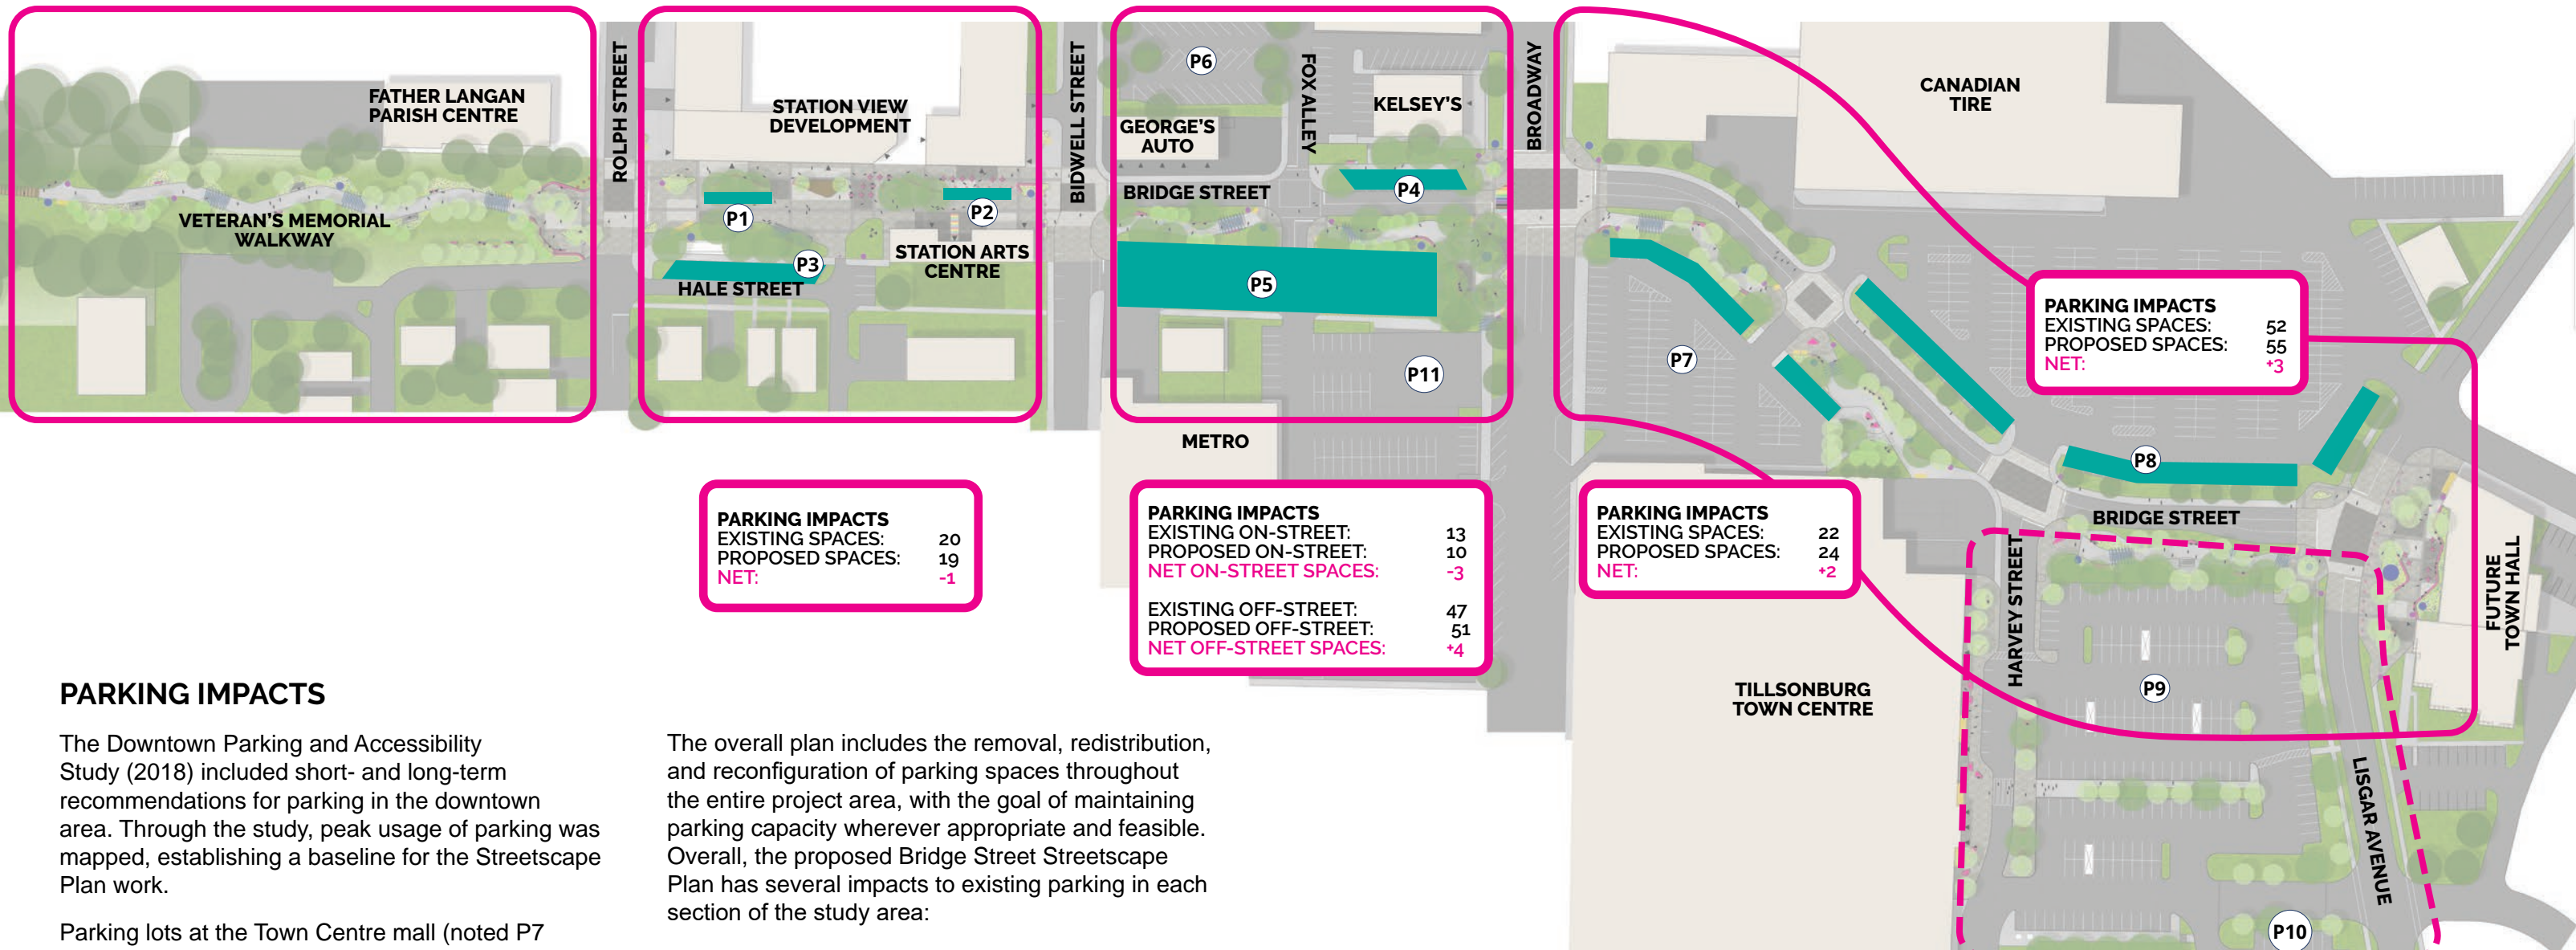 FATHER LANGAN
PARISH CENTRE
VETERAN'S MEMORIAL
WALKWAY
ROLPH STREET
STATION VIEW
DEVELOPMENT
P1
P2
P3
HALE STREET
STATION ARTS
CENTRE
BIDWELL STREET
P6
GEORGE'S
AUTO
FOX ALLEY
KELSEY'S
BRIDGE STREET
P4
P5
P11
METRO
BROADWAY
CANADIAN
TIRE
P7
P8
BRIDGE STREET
HARVEY STREET
P9
P10
LISGAR AVENUE
FUTURE
TOWN HALL
TILLSONBURG
TOWN CENTRE
PARKING IMPACTS
EXISTING SPACES: 52
PROPOSED SPACES: 55
NET: +3
PARKING IMPACTS
EXISTING SPACES: 20
PROPOSED SPACES: 19
NET: -1
PARKING IMPACTS
EXISTING ON-STREET: 13
PROPOSED ON-STREET: 10
NET ON-STREET SPACES: -3
EXISTING OFF-STREET: 47
PROPOSED OFF-STREET: 51
NET OFF-STREET SPACES: +4
PARKING IMPACTS
EXISTING SPACES: 22
PROPOSED SPACES: 24
NET: +2
PARKING IMPACTS
The Downtown Parking and Accessibility
Study (2018) included short- and long-term
recommendations for parking in the downtown
area. Through the study, peak usage of parking was
mapped, establishing a baseline for the Streetscape
Plan work.
Parking lots at the Town Centre mall (noted P7
The overall plan includes the removal, redistribution,
and reconfiguration of parking spaces throughout
the entire project area, with the goal of maintaining
parking capacity wherever appropriate and feasible.
Overall, the proposed Bridge Street Streetscape
Plan has several impacts to existing parking in each
section of the study area: